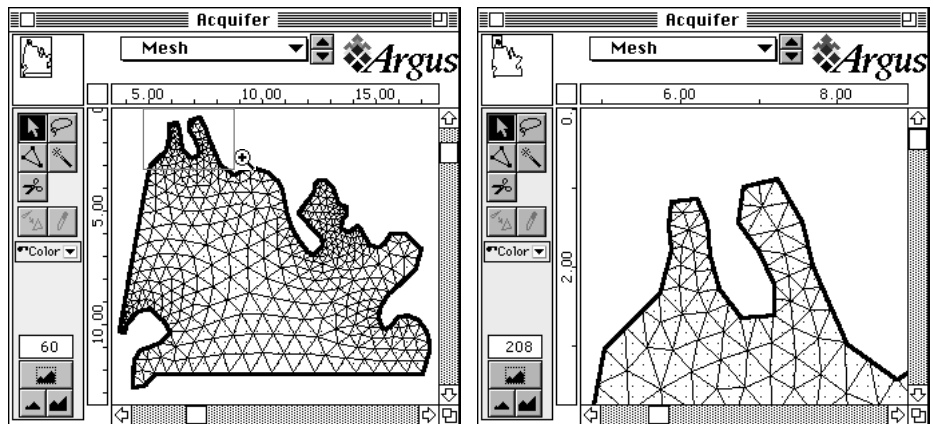 Acquifer
Mesh
Argus
5.00 10.00 15.00
0
5.00
10.00
Color
60
Acquifer
Mesh
Argus
6.00 8.00
0.
2.00
Color
208